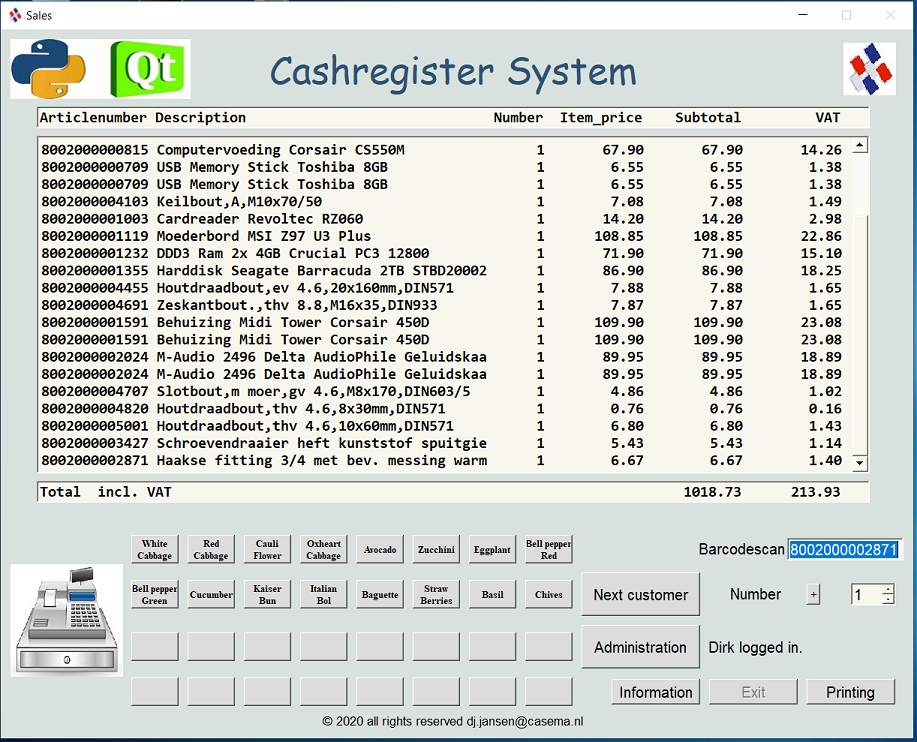 Sales
Qt
Cashregister System
Articlenumber Description Number Item_price Subtotal VAT
8002000000815 Computervoeding Corsair CS550M 1 67.90 67.90 14.26
8002000000709 USB Memory Stick Toshiba 8GB 1 6.55 6.55 1.38
8002000000709 USB Memory Stick Toshiba 8GB 1 6.55 6.55 1.38
8002000004103 Keilbout,A,M10x70/50 1 7.08 7.08 1.49
8002000001003 Cardreader Revoltec RZ060 1 14.20 14.20 2.98
8002000001119 Moederbord MSI Z97 U3 Plus 1 108.85 108.85 22.86
8002000001232 DDD3 Ram 2x 4GB Crucial PC3 12800 1 71.90 71.90 15.10
8002000001355 Harddisk Seagate Barracuda 2TB STBD20002 1 86.90 86.90 18.25
8002000004455 Houtdraadbout,ev 4.6,20x160mm,DIN571 1 7.88 7.88 1.65
8002000004691 Zeskantbout.,thv 8.8,M16x35,DIN933 1 7.87 7.87 1.65
8002000001591 Behuizing Midi Tower Corsair 450D 1 109.90 109.90 23.08
8002000001591 Behuizing Midi Tower Corsair 450D 1 109.90 109.90 23.08
8002000002024 M-Audio 2496 Delta AudioPhile Geluidskaa 1 89.95 89.95 18.89
8002000002024 M-Audio 2496 Delta AudioPhile Geluidskaa 1 89.95 89.95 18.89
8002000004707 Slotbout,m moer,gv 4.6,M8x170,DIN603/5 1 4.86 4.86 1.02
8002000004820 Houtdraadbout,thv 4.6,8x30mm,DIN571 1 0.76 0.76 0.16
8002000005001 Houtdraadbout,thv 4.6,10x60mm,DIN571 1 6.80 6.80 1.43
8002000003427 Schroevendraaier heft kunststof spuitgie 1 5.43 5.43 1.14
8002000002871 Haakse fitting 3/4 met bev. messing warm 1 6.67 6.67 1.40
Total incl. VAT 1018.73 213.93
White Cabbage
Red Cabbage
Cauli Flower
Oxheart Cabbage
Avocado
Zucchini
Eggplant
Bell pepper Red
Barcodescan 8002000002871
Bell pepper Green
Cucumber
Kaiser Bun
Italian Bol
Baguette
Straw Berries
Basil
Chives
Next customer
Number + 1
Administration
Dirk logged in.
Information
Exit
Printing
© 2020 all rights reserved dj.jansen@casema.nl